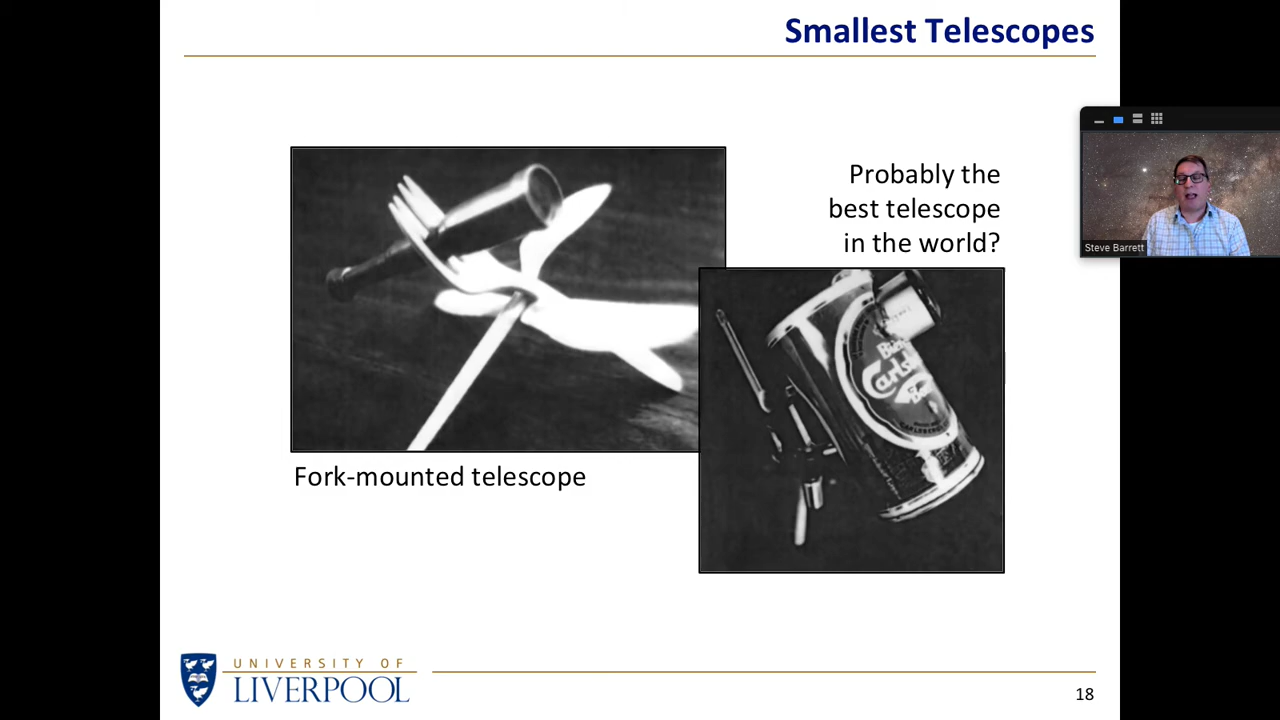 Smallest Telescopes
Probably the
best telescope
in the world?
Steve Barrett
Fork-mounted telescope
UNIVERSITY OF
LIVERPOOL
18